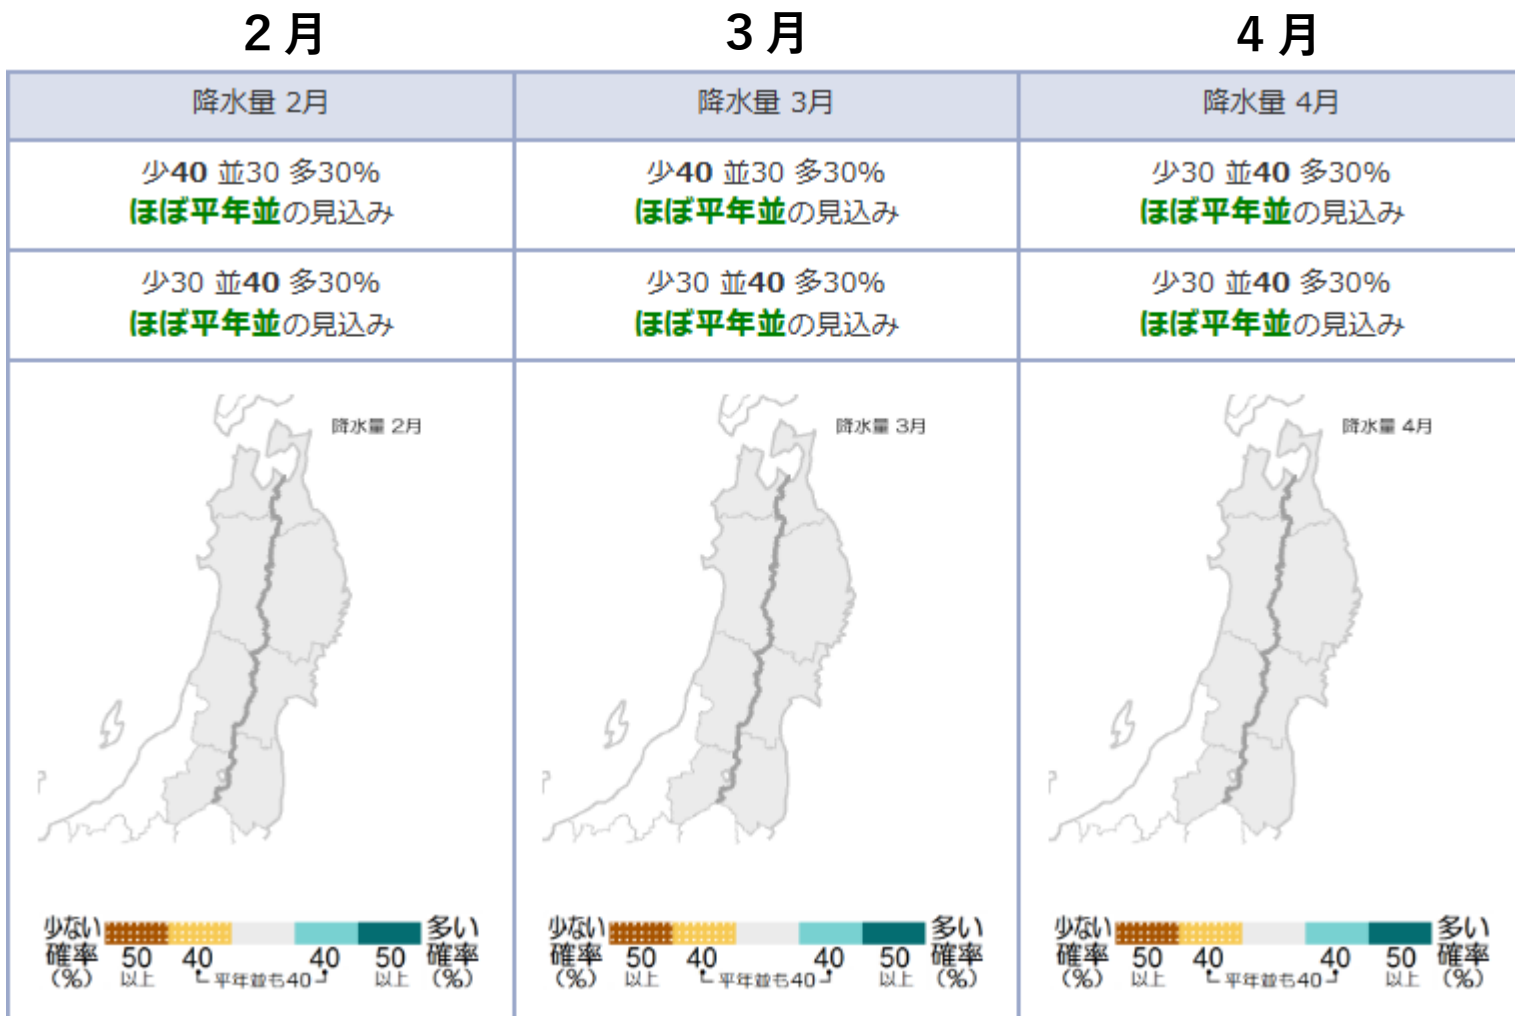 2月
3月
4月
降水量 2月
降水量 3月
降水量 4月
少40 並30 多30%
ほぼ平年並の見込み
少40 並30 多30%
ほぼ平年並の見込み
少30 並40 多30%
ほぼ平年並の見込み
少30 並40 多30%
ほぼ平年並の見込み
少30 並40 多30%
ほぼ平年並の見込み
少30 並40 多30%
ほぼ平年並の見込み
降水量 2月
少ない
確率
(%)
50
以上
40
平年並も40
40
50
以上
多い
確率
(%)
降水量 3月
少ない
確率
(%)
50
以上
40
平年並も40
40
50
以上
多い
確率
(%)
降水量 4月
少ない
確率
(%)
50
以上
40
平年並も40
40
50
以上
多い
確率
(%)